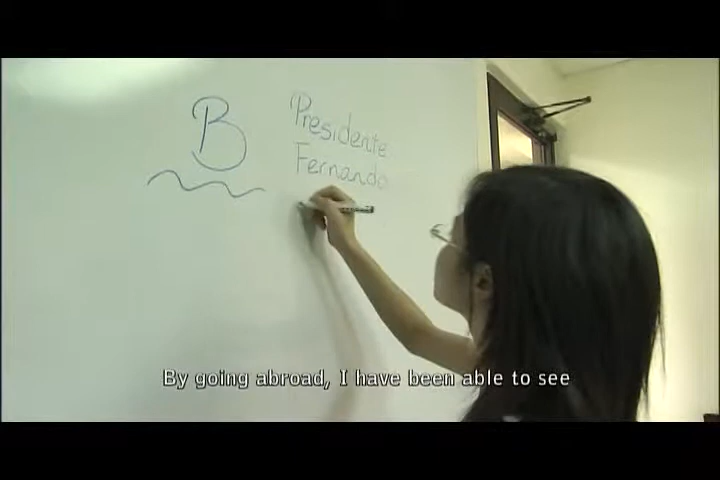 B
Presidente
Fernando
By going abroad, I have been able to see